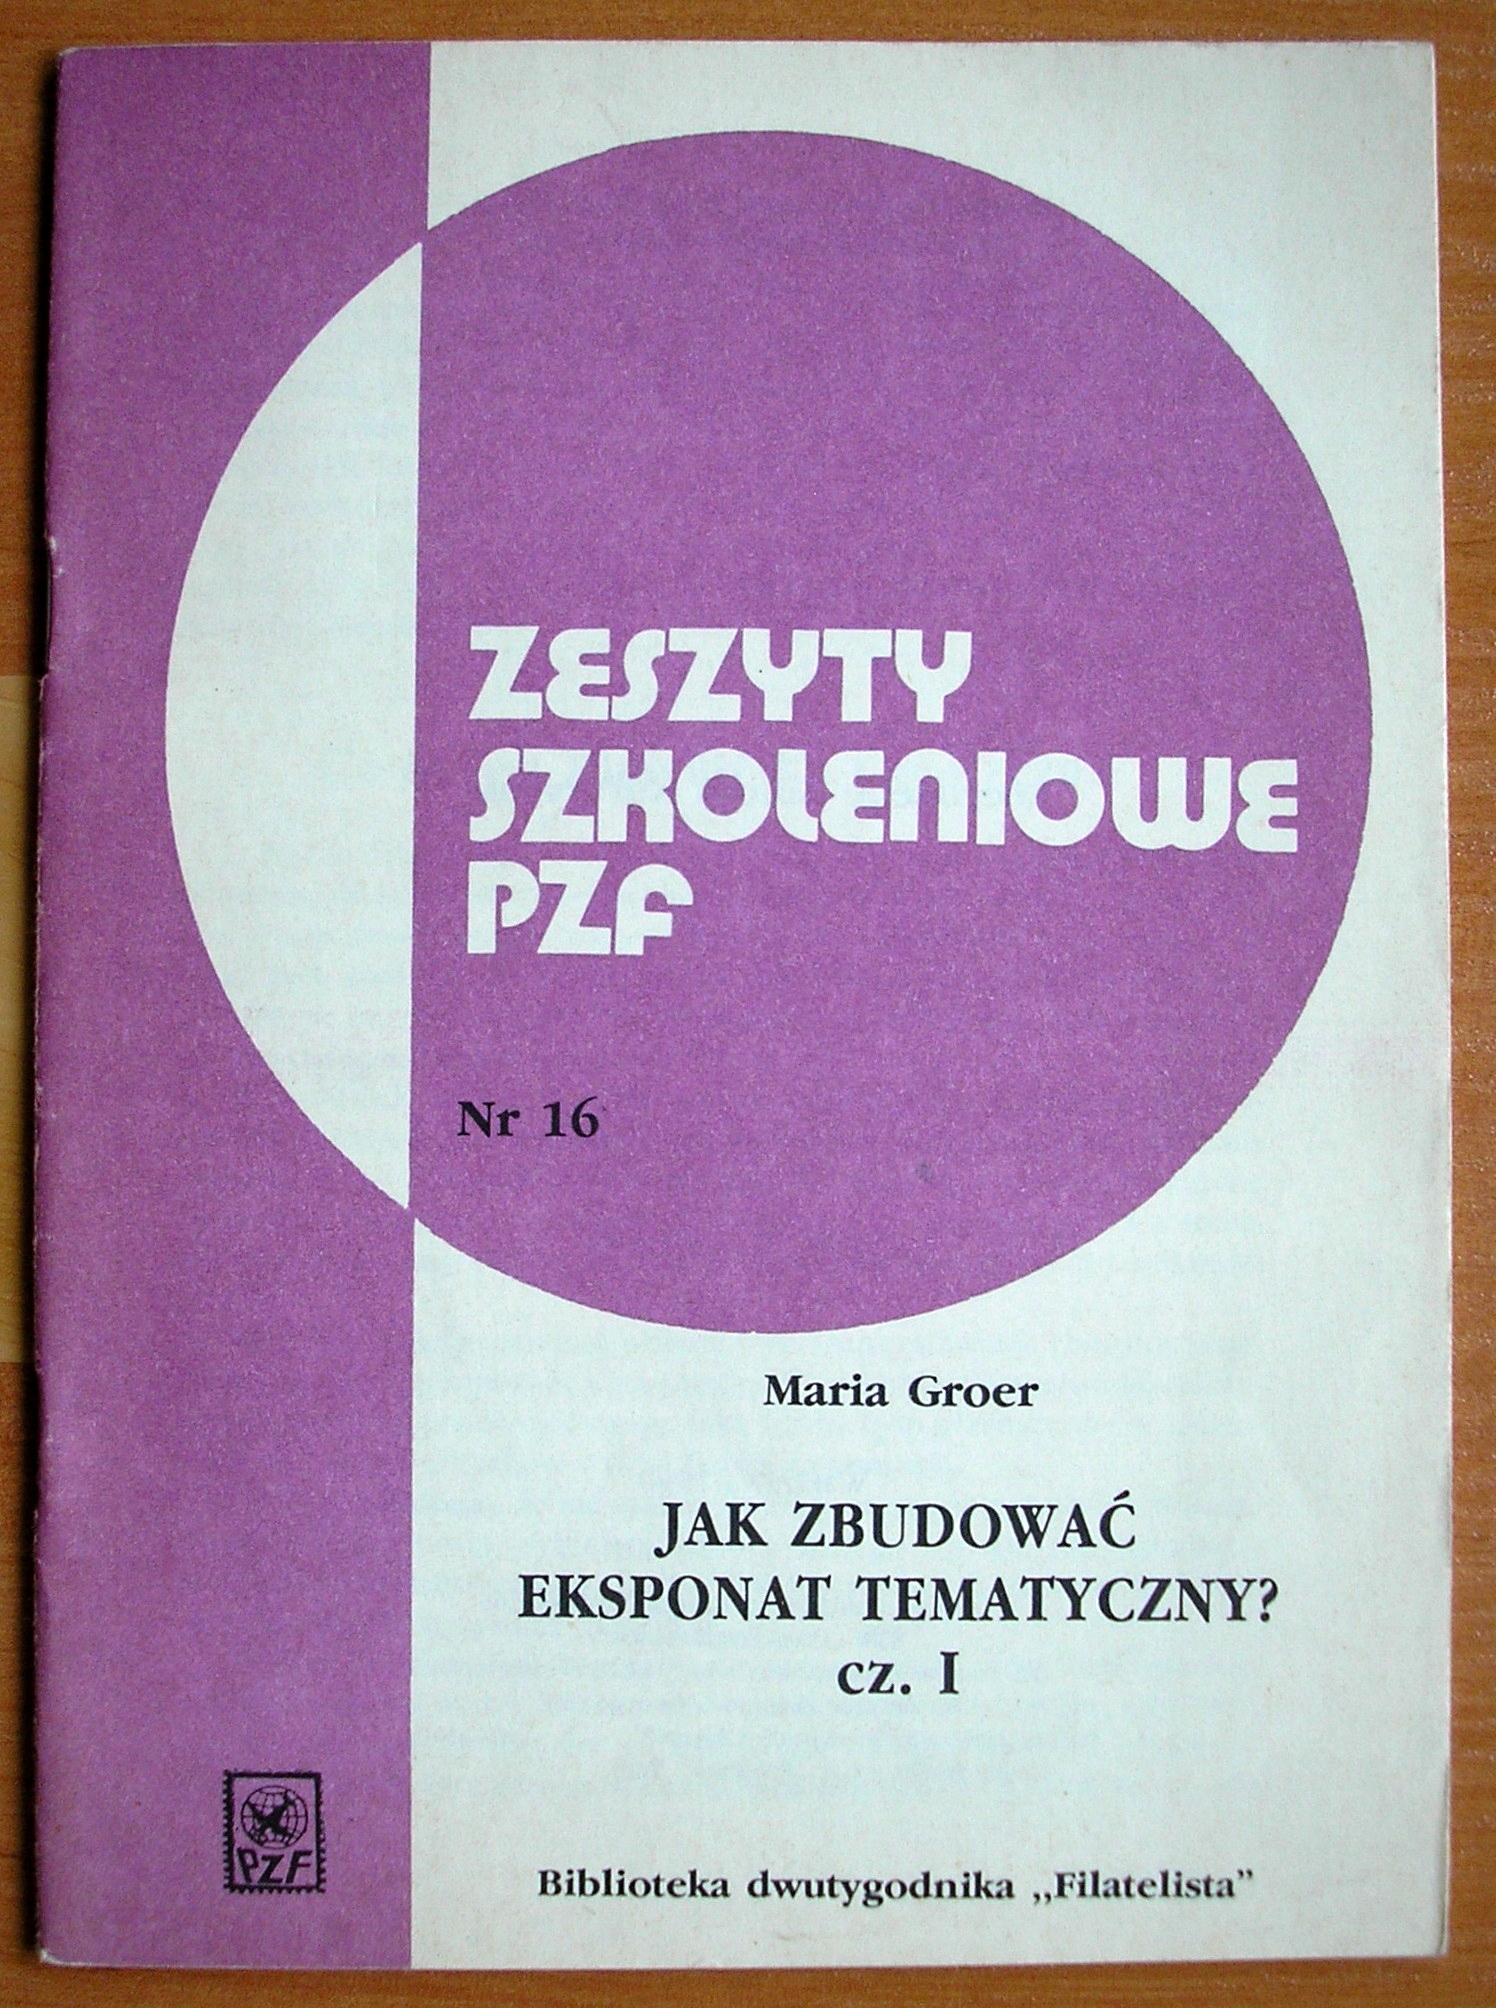 ZESZYTY
SZKOLENIOWE
PZF
Nr 16
Maria Groer
JAK ZBUDOWAĆ
EKSPONAT TEMATYCZNY?
cz. I
PZF
Biblioteka dwutygodnika ,,Filatelista”